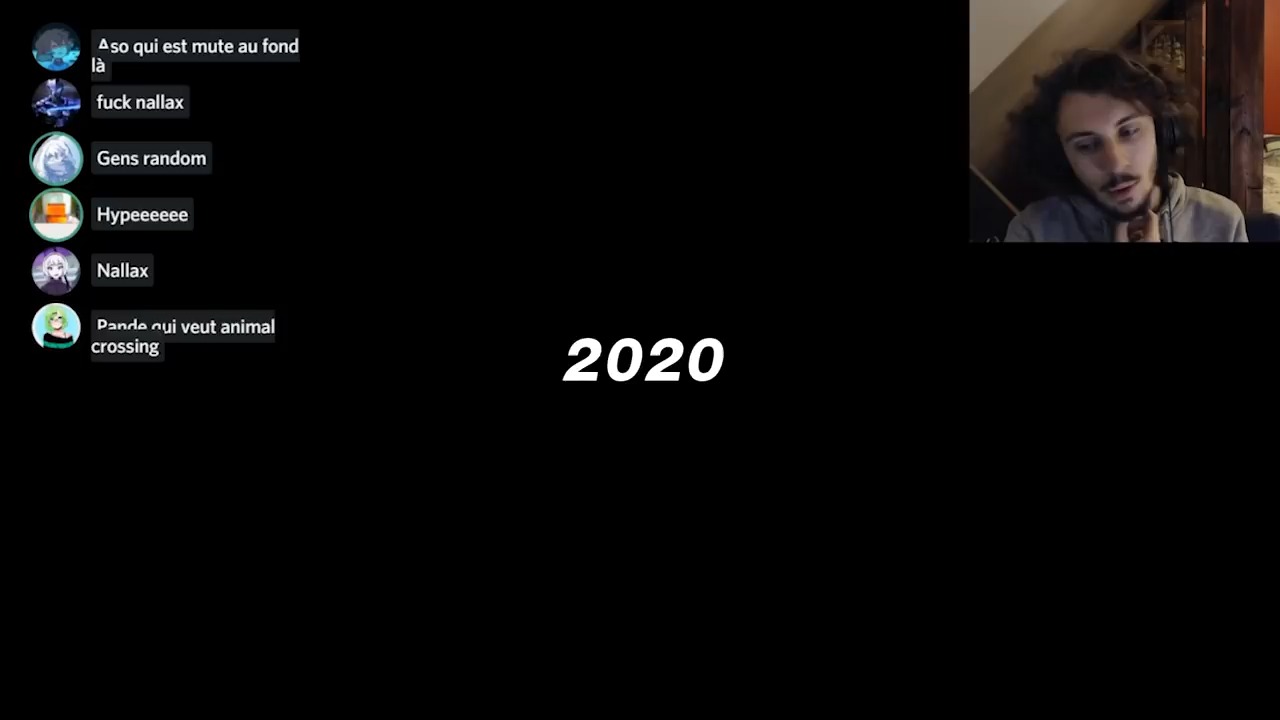 Aso qui est mute au fond
là
fuck nallax
Gens random
Hypeeeeee
Nallax
Pande qui veut animal
crossing
2020